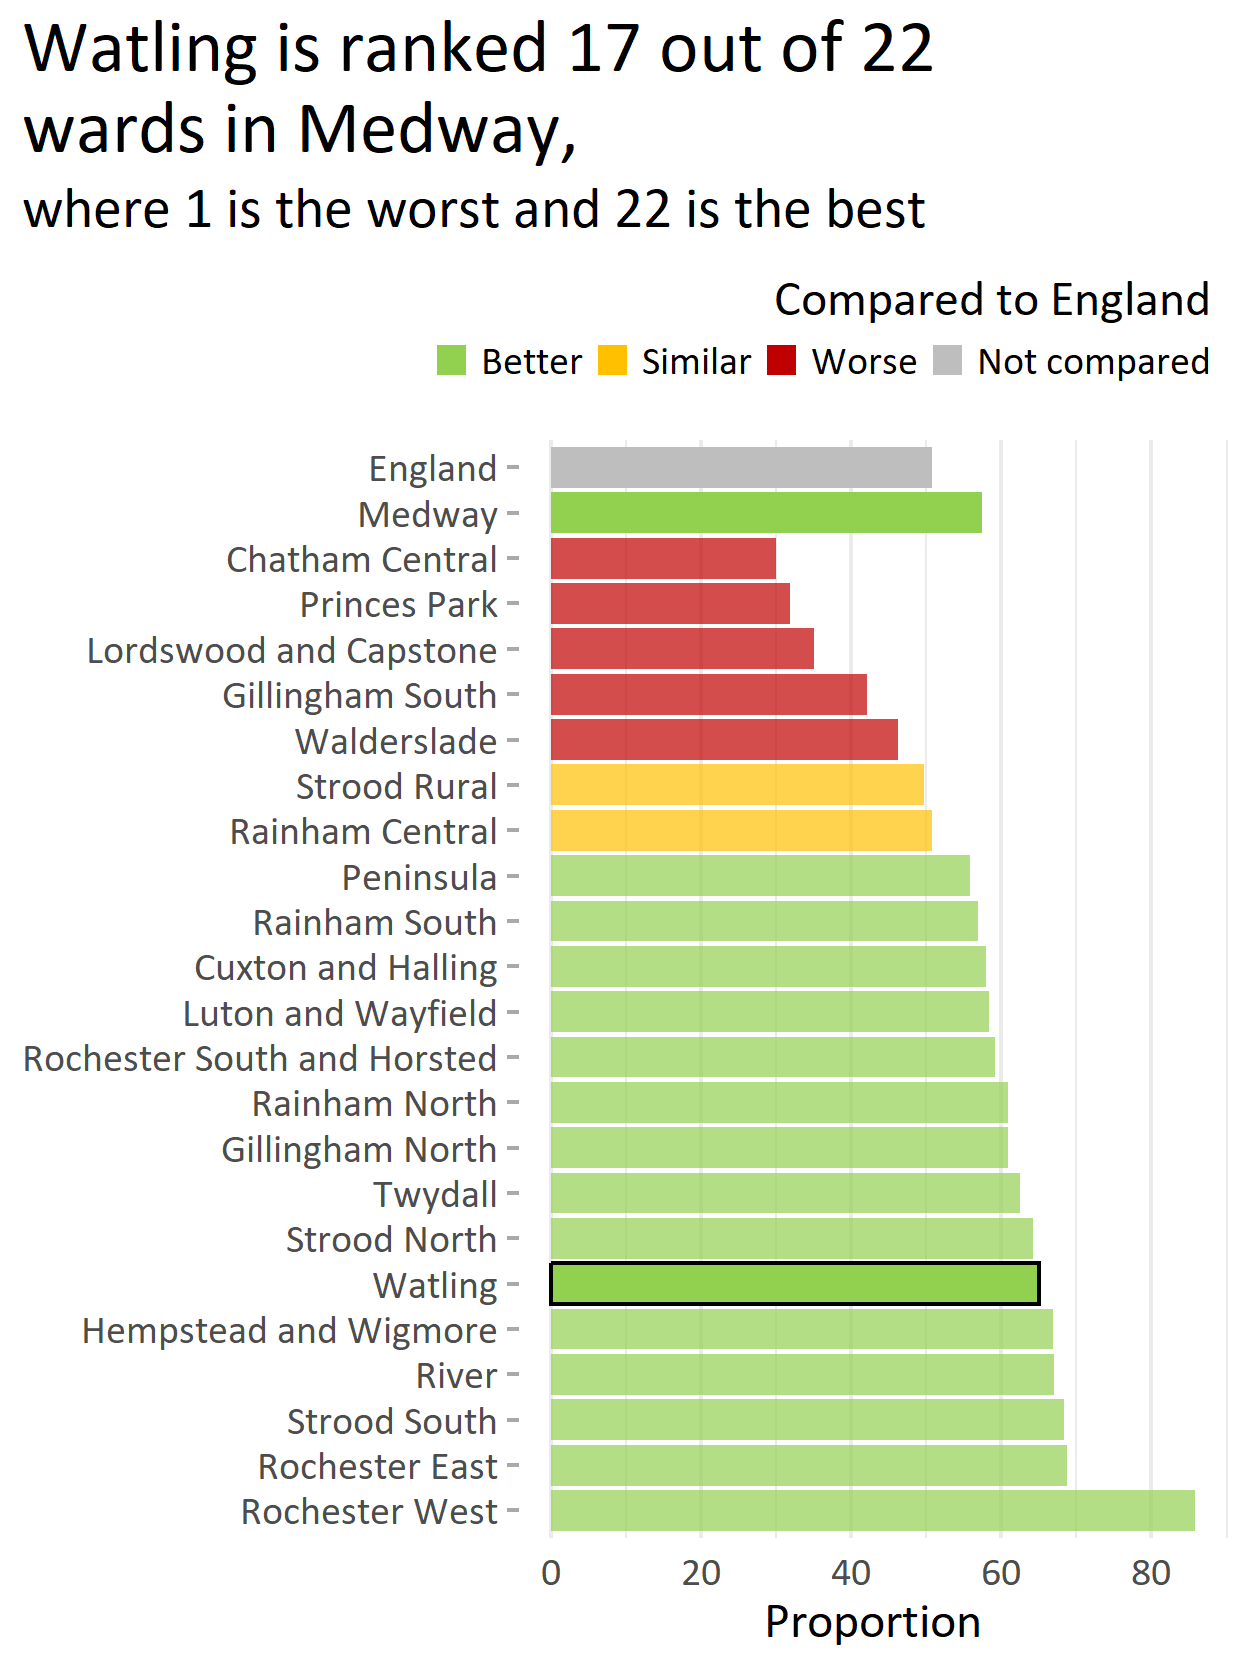 Watling is ranked 17 out of 22
wards in Medway,
where 1 is the worst and 22 is the best
Compared to England
Better Similar Worse Not compared
England
Medway
Chatham Central
Princes Park
Lordswood and Capstone
Gillingham South
Walderslade
Strood Rural
Rainham Central
Peninsula
Rainham South
Cuxton and Halling
Luton and Wayfield
Rochester South and Horsted
Rainham North
Gillingham North
Twydall
Strood North
Watling
Hempstead and Wigmore
River
Strood South
Rochester East
Rochester West
0 20 40 60 80
Proportion